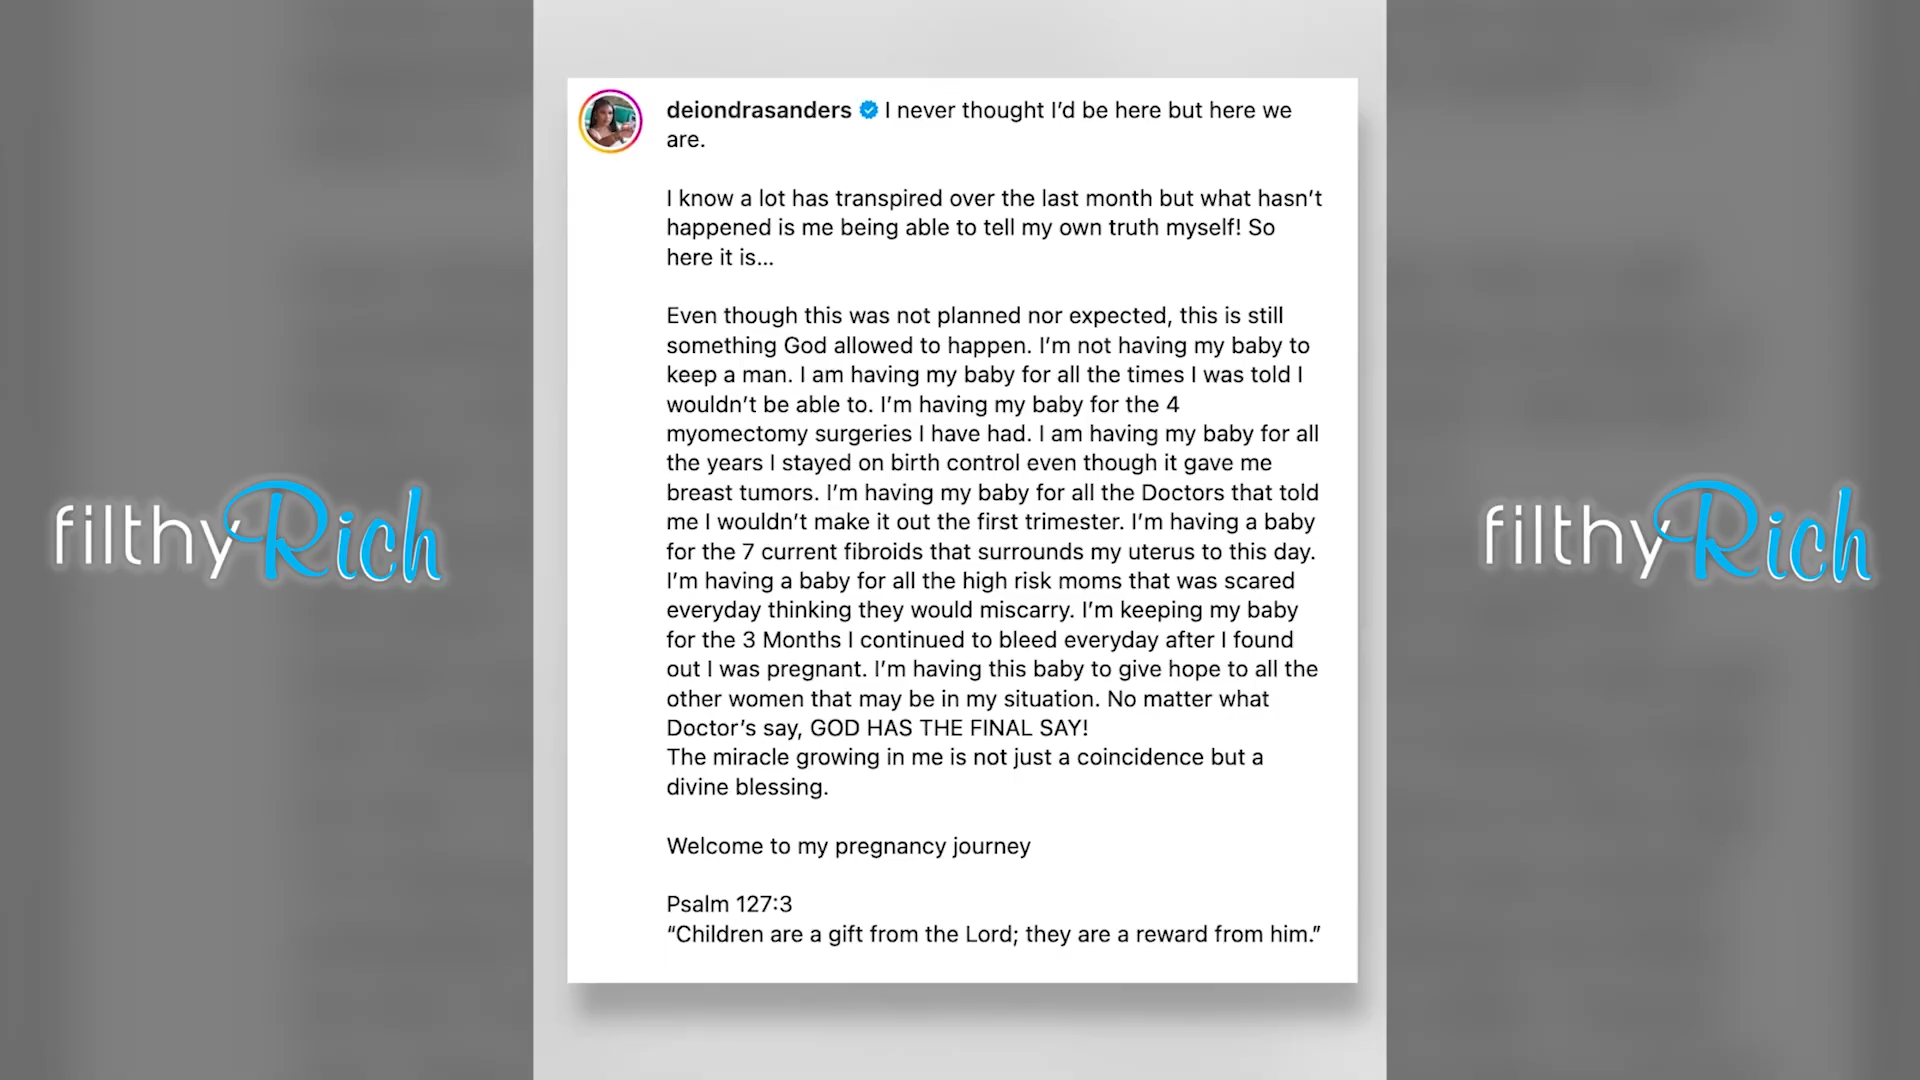 deiondrasanders I never thought I’d be here but here we
are.
I know a lot has transpired over the last month but what hasn’t
happened is me being able to tell my own truth myself! So
here it is...
Even though this was not planned nor expected, this is still
something God allowed to happen. I’m not having my baby to
keep a man. I am having my baby for all the times I was told I
wouldn’t be able to. I’m having my baby for the 4
myomectomy surgeries I have had. I am having my baby for all
the years I stayed on birth control even though it gave me
breast tumors. I’m having my baby for all the Doctors that told
me I wouldn’t make it out the first trimester. I’m having a baby
for the 7 current fibroids that surrounds my uterus to this day.
I’m having a baby for all the high risk moms that was scared
everyday thinking they would miscarry. I’m keeping my baby
for the 3 Months I continued to bleed everyday after I found
out I was pregnant. I’m having this baby to give hope to all the
other women that may be in my situation. No matter what
Doctor’s say, GOD HAS THE FINAL SAY!
The miracle growing in me is not just a coincidence but a
divine blessing.
Welcome to my pregnancy journey
Psalm 127:3
“Children are a gift from the Lord; they are a reward from him.”
filthyRich
filthyRich